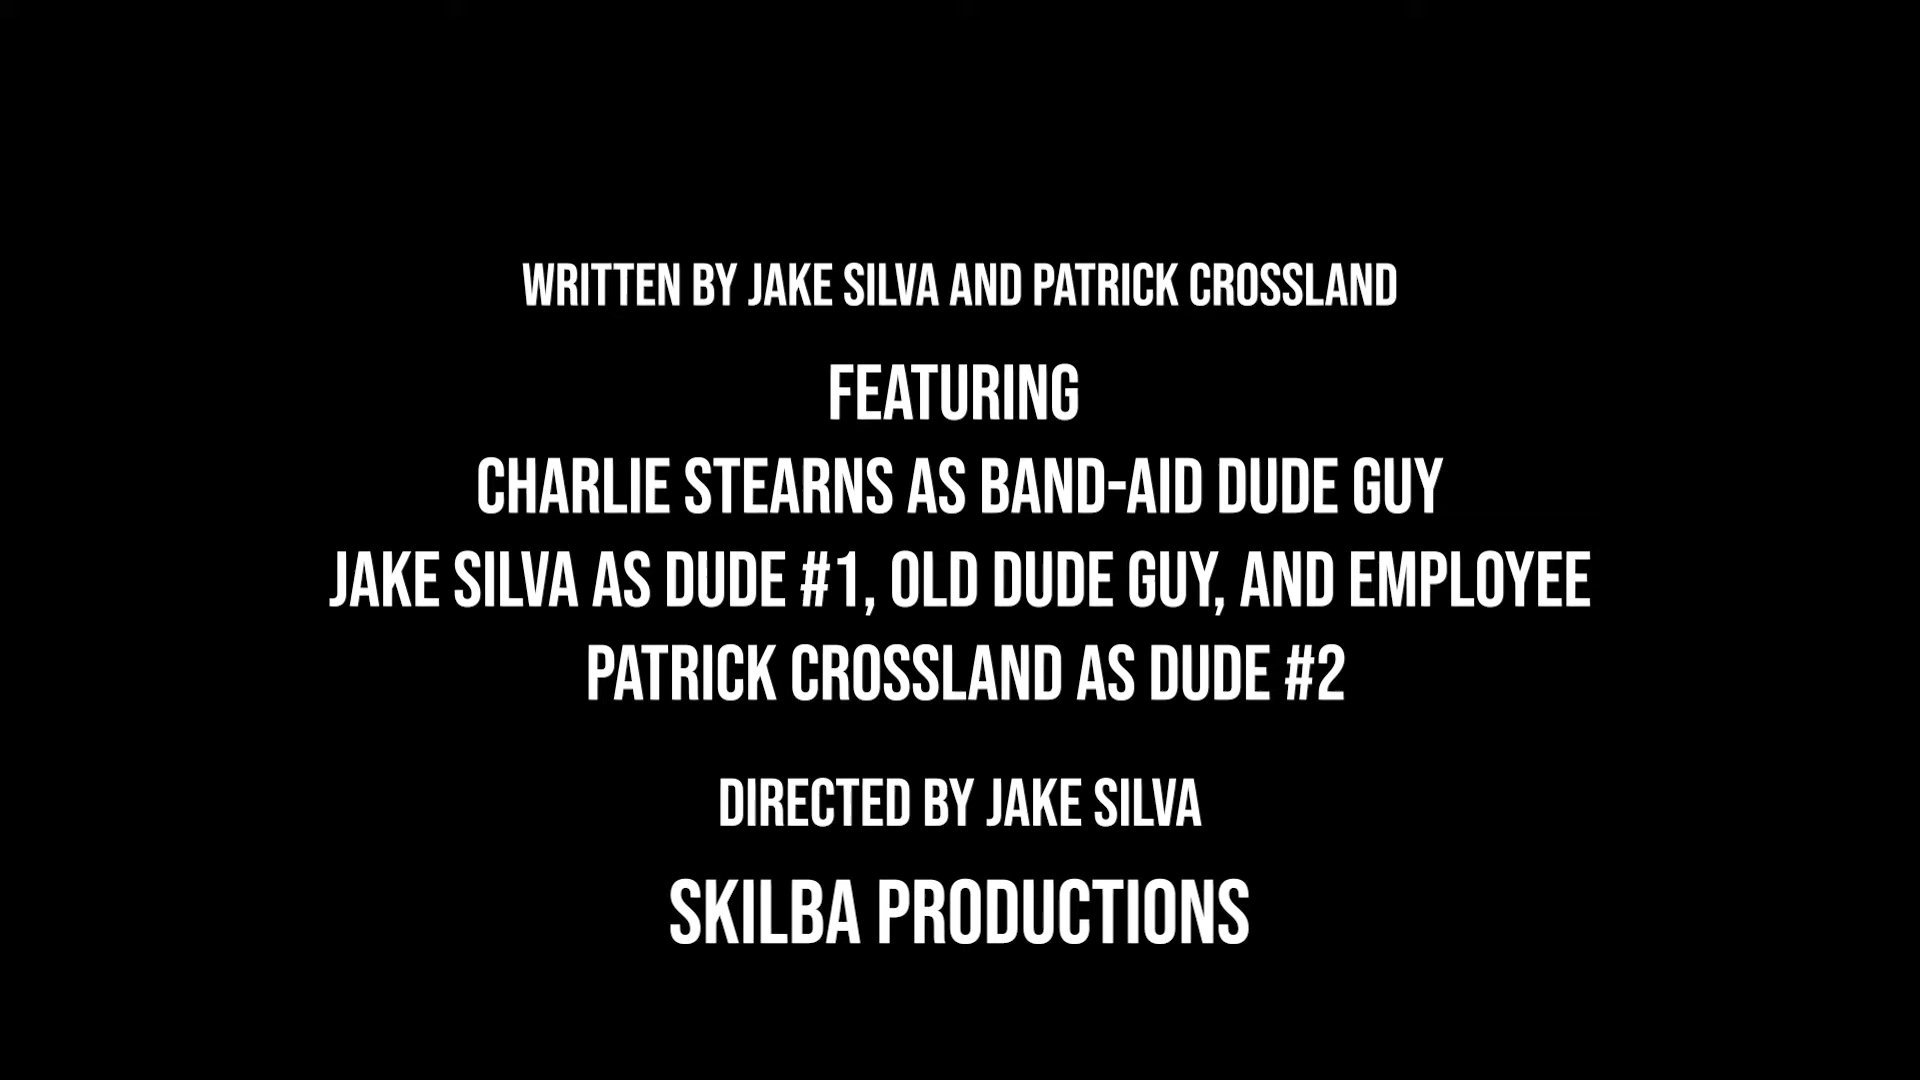 WRITTEN BY JAKE SILVA AND PATRICK CROSSLAND
FEATURING
CHARLIE STEARNS AS BAND-AID DUDE GUY
JAKE SILVA AS DUDE #1, OLD DUDE GUY, AND EMPLOYEE
PATRICK CROSSLAND AS DUDE #2
DIRECTED BY JAKE SILVA
SKILBA PRODUCTIONS